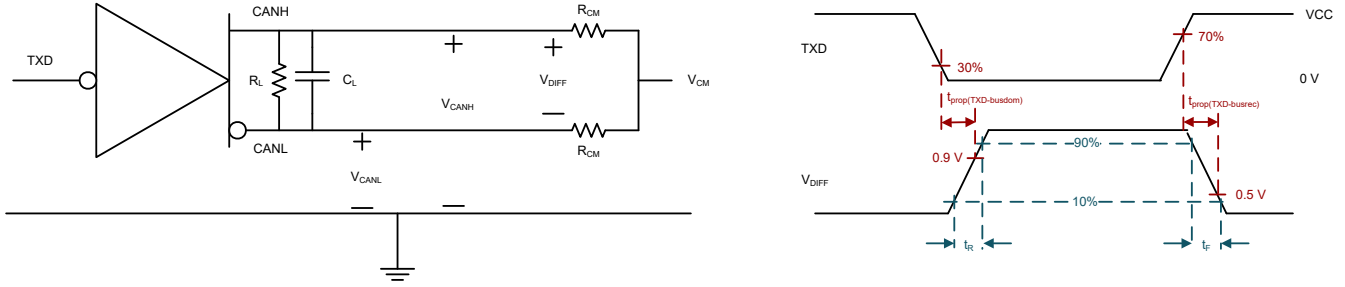 CANH
R_CM
TXD
R_L
C_L
+
+
V_DIFF
V_CM
V_CANH
—
CANL
+
R_CM
V_CANL
—
—
VCC
TXD
70%
30%
0 V
t_prop(TXD-busdom)
t_prop(TXD-busrec)
90%
0.9 V
V_DIFF
0.5 V
10%
t_R
t_F